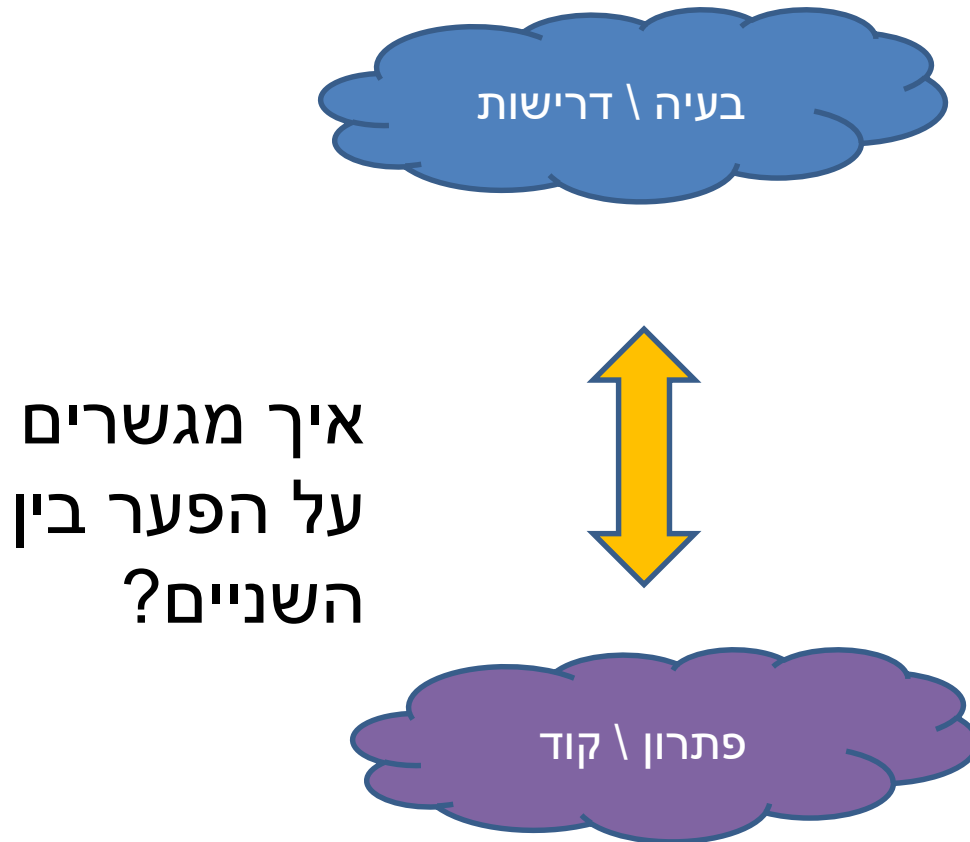 בעיה \ דרישות
איך מגשרים
על הפער בין
השניים?
פתרון \ קוד